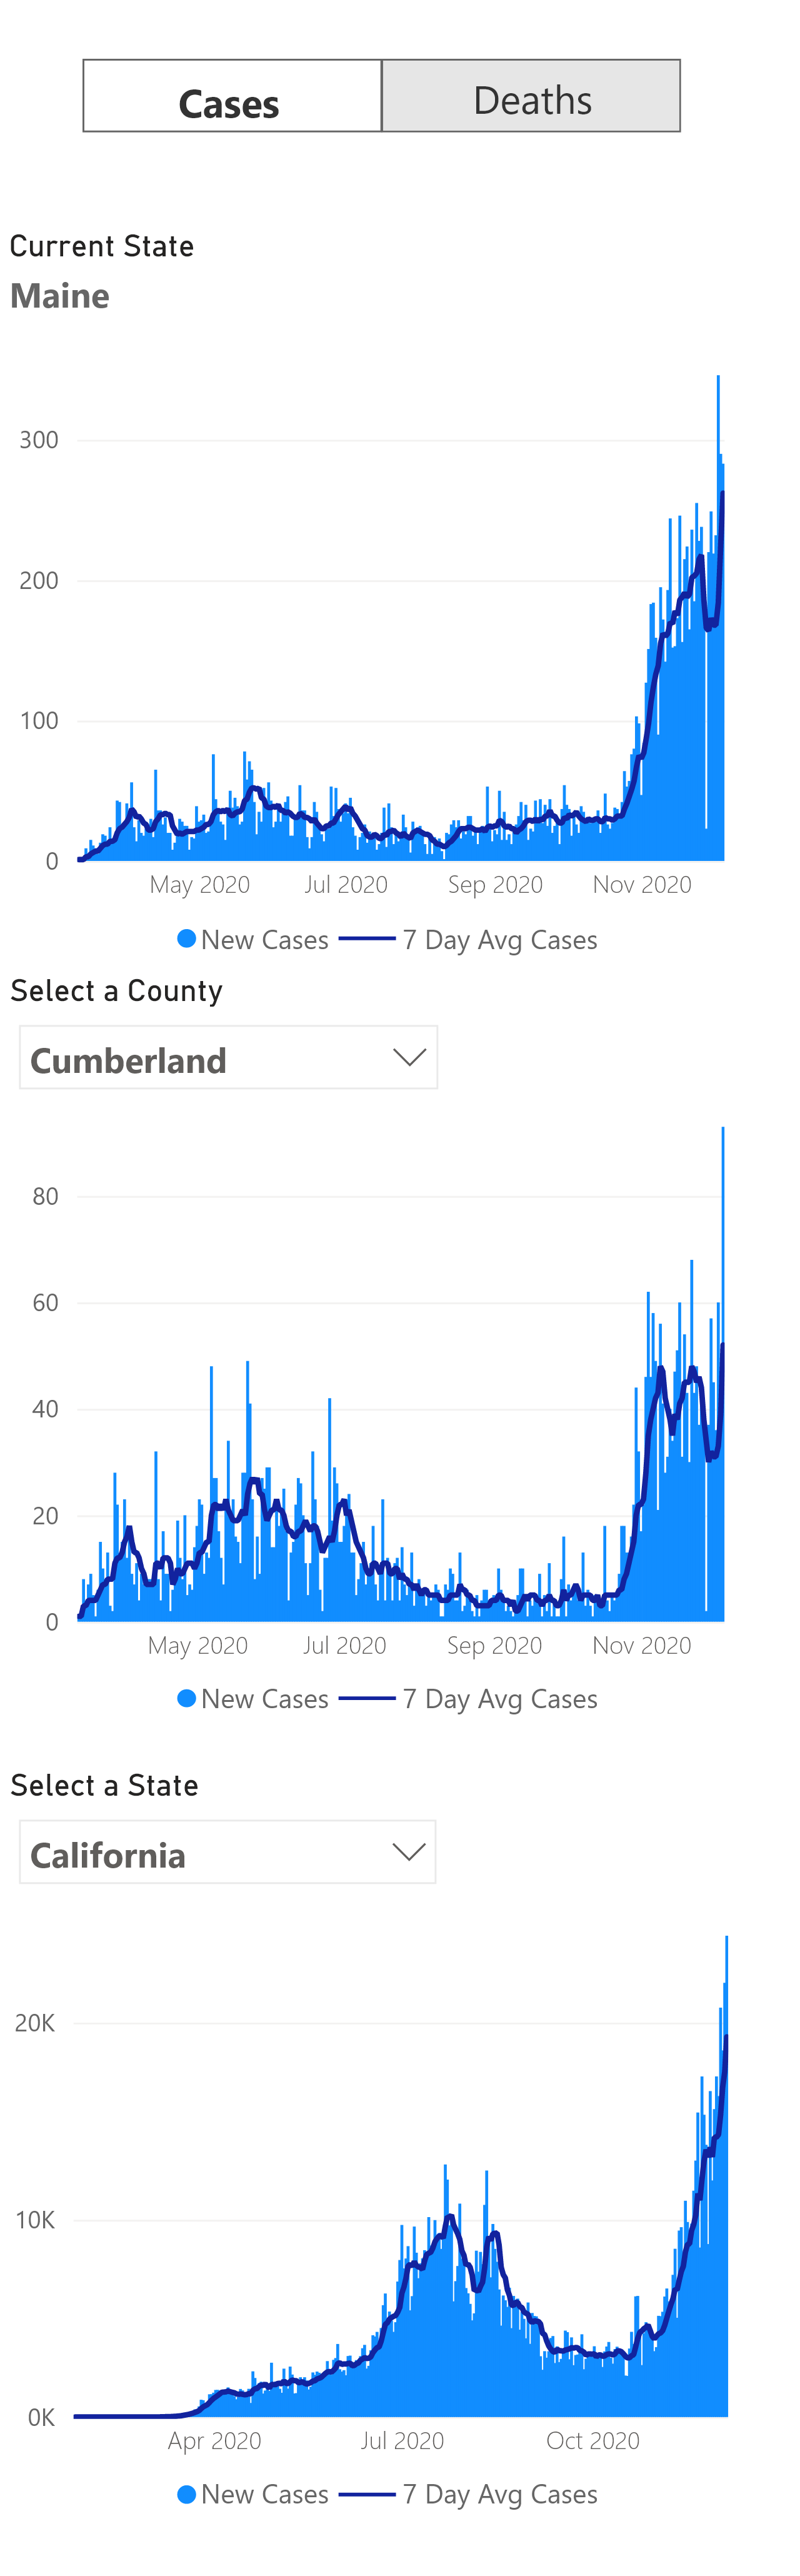 Cases Deaths
Current State
Maine
300
200
100
0
May 2020 Jul 2020 Sep 2020 Nov 2020
New Cases 7 Day Avg Cases
Select a County
Cumberland
80
60
40
20
0
May 2020 Jul 2020 Sep 2020 Nov 2020
New Cases 7 Day Avg Cases
Select a State
California
20K
10K
0K
Apr 2020 Jul 2020 Oct 2020
New Cases 7 Day Avg Cases